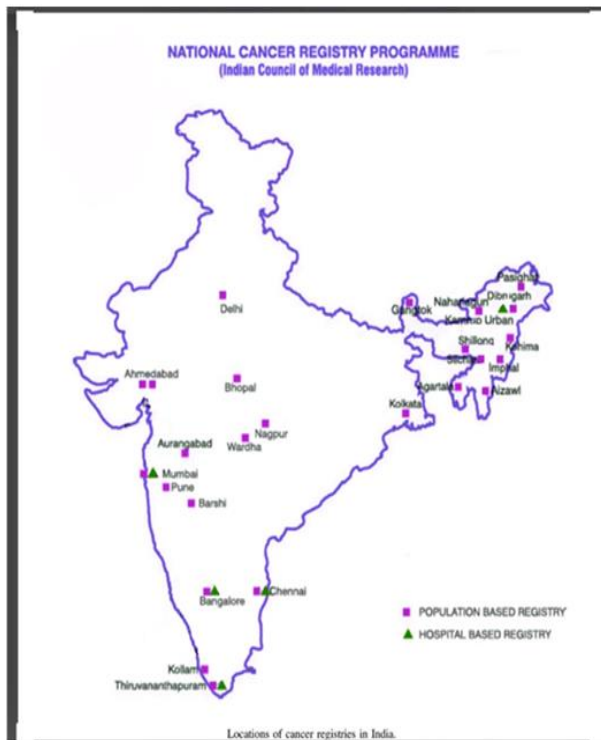 NATIONAL CANCER REGISTRY PROGRAMME
(Indian Council of Medical Research)
Pasighat
Dibrugarh
Gangtok
Delhi
Kamrup Urban
Shillong
Kohima
Imphal
Ahmedabad
Bhopal
Agartala
Aizawl
Kolkata
Nagpur
Aurangabad
Wardha
Mumbai
Pune
Barshi
Bangalore
Chennai
POPULATION BASED REGISTRY
HOSPITAL BASED REGISTRY
Kollam
Thiruvananthapuram
Locations of cancer registries in India.